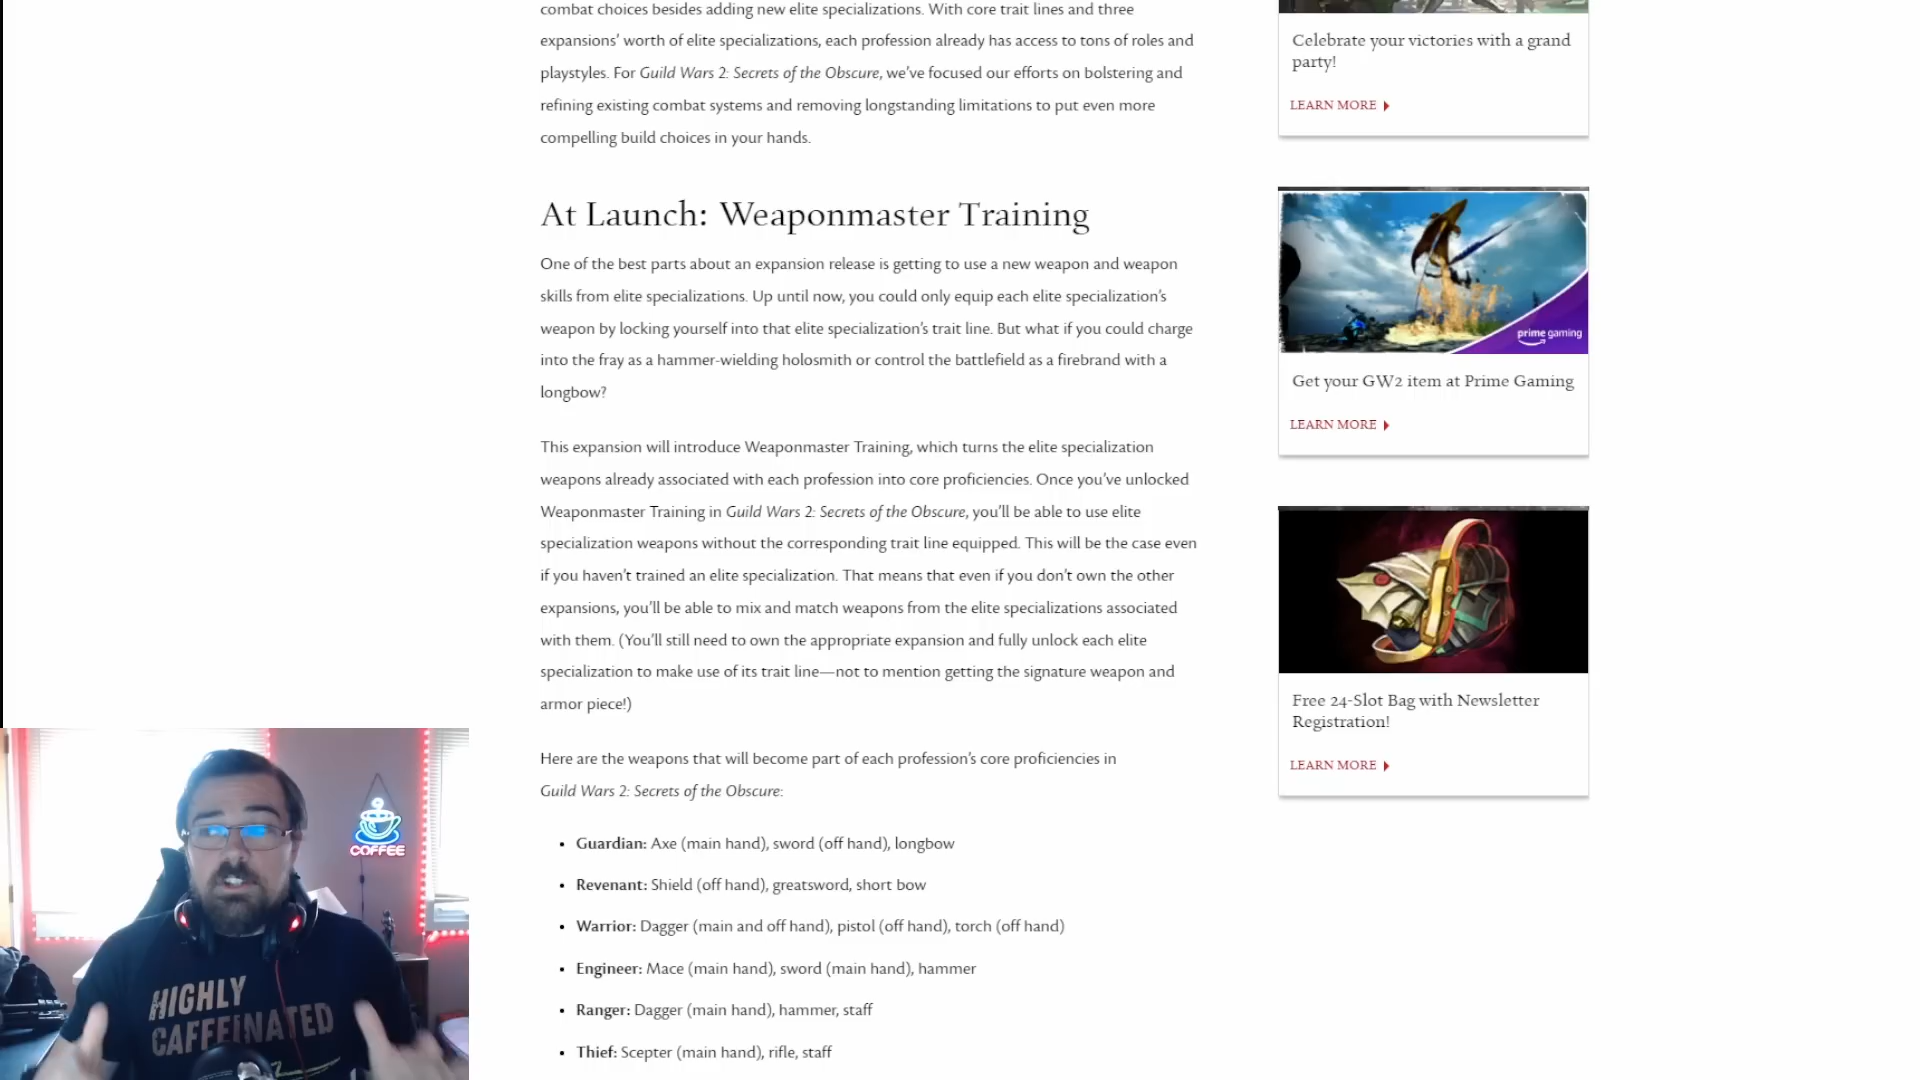 combat choices besides adding new elite specializations. With core trait lines and three
expansions’ worth of elite specializations, each profession already has access to tons of roles and
playstyles. For Guild Wars 2: Secrets of the Obscure, we’ve focused our efforts on bolstering and
refining existing combat systems and removing longstanding limitations to put even more
compelling build choices in your hands.
At Launch: Weaponmaster Training
One of the best parts about an expansion release is getting to use a new weapon and weapon
skills from elite specializations. Up until now, you could only equip each elite specialization’s
weapon by locking yourself into that elite specialization’s trait line. But what if you could charge
into the fray as a hammer-wielding holosmith or control the battlefield as a firebrand with a
longbow?
This expansion will introduce Weaponmaster Training, which turns the elite specialization
weapons already associated with each profession into core proficiencies. Once you’ve unlocked
Weaponmaster Training in Guild Wars 2: Secrets of the Obscure, you’ll be able to use elite
specialization weapons without the corresponding trait line equipped. This will be the case even
if you haven’t trained an elite specialization. That means that even if you don’t own the other
expansions, you’ll be able to mix and match weapons from the elite specializations associated
with them. (You’ll still need to own the appropriate expansion and fully unlock each elite
specialization to make use of its trait line—not to mention getting the signature weapon and
armor piece!)
Here are the weapons that will become part of each profession’s core proficiencies in
Guild Wars 2: Secrets of the Obscure:
• Guardian: Axe (main hand), sword (off hand), longbow
• Revenant: Shield (off hand), greatsword, short bow
• Warrior: Dagger (main and off hand), pistol (off hand), torch (off hand)
• Engineer: Mace (main hand), sword (main hand), hammer
• Ranger: Dagger (main hand), hammer, staff
• Thief: Scepter (main hand), rifle, staff
Celebrate your victories with a grand
party!
LEARN MORE
prime gaming
Get your GW2 item at Prime Gaming
LEARN MORE
Free 24-Slot Bag with Newsletter
Registration!
LEARN MORE
COFFEE
HIGHLY
CAFFEINATED